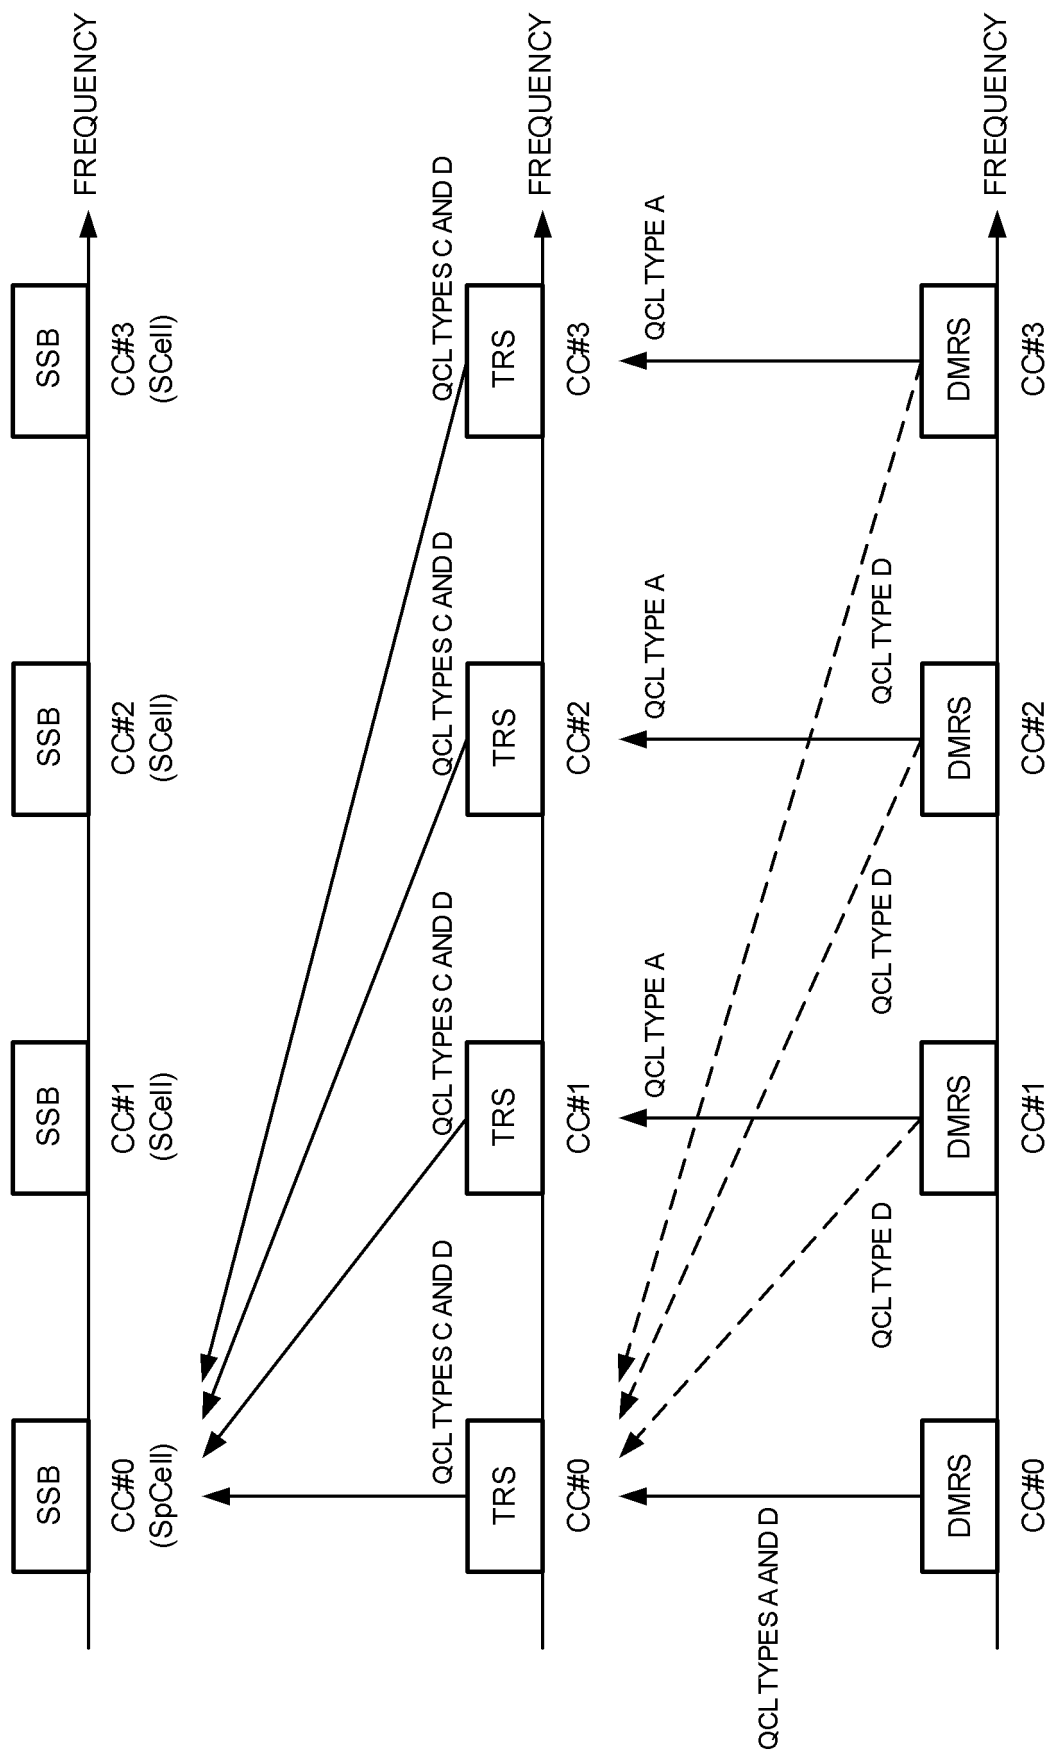 SSB
SSB
SSB
SSB
FREQUENCY
CC#0
(SpCell)
CC#1
(SCell)
CC#2
(SCell)
CC#3
(SCell)
QCL TYPES C AND D
QCL TYPES C AND D
QCL TYPES C AND D
QCL TYPES C AND D
TRS
TRS
TRS
TRS
FREQUENCY
CC#0
CC#1
CC#2
CC#3
QCL TYPE A
QCL TYPE A
QCL TYPE A
QCL TYPES A AND D
QCL TYPE D
QCL TYPE D
QCL TYPE D
DMRS
DMRS
DMRS
DMRS
FREQUENCY
CC#0
CC#1
CC#2
CC#3